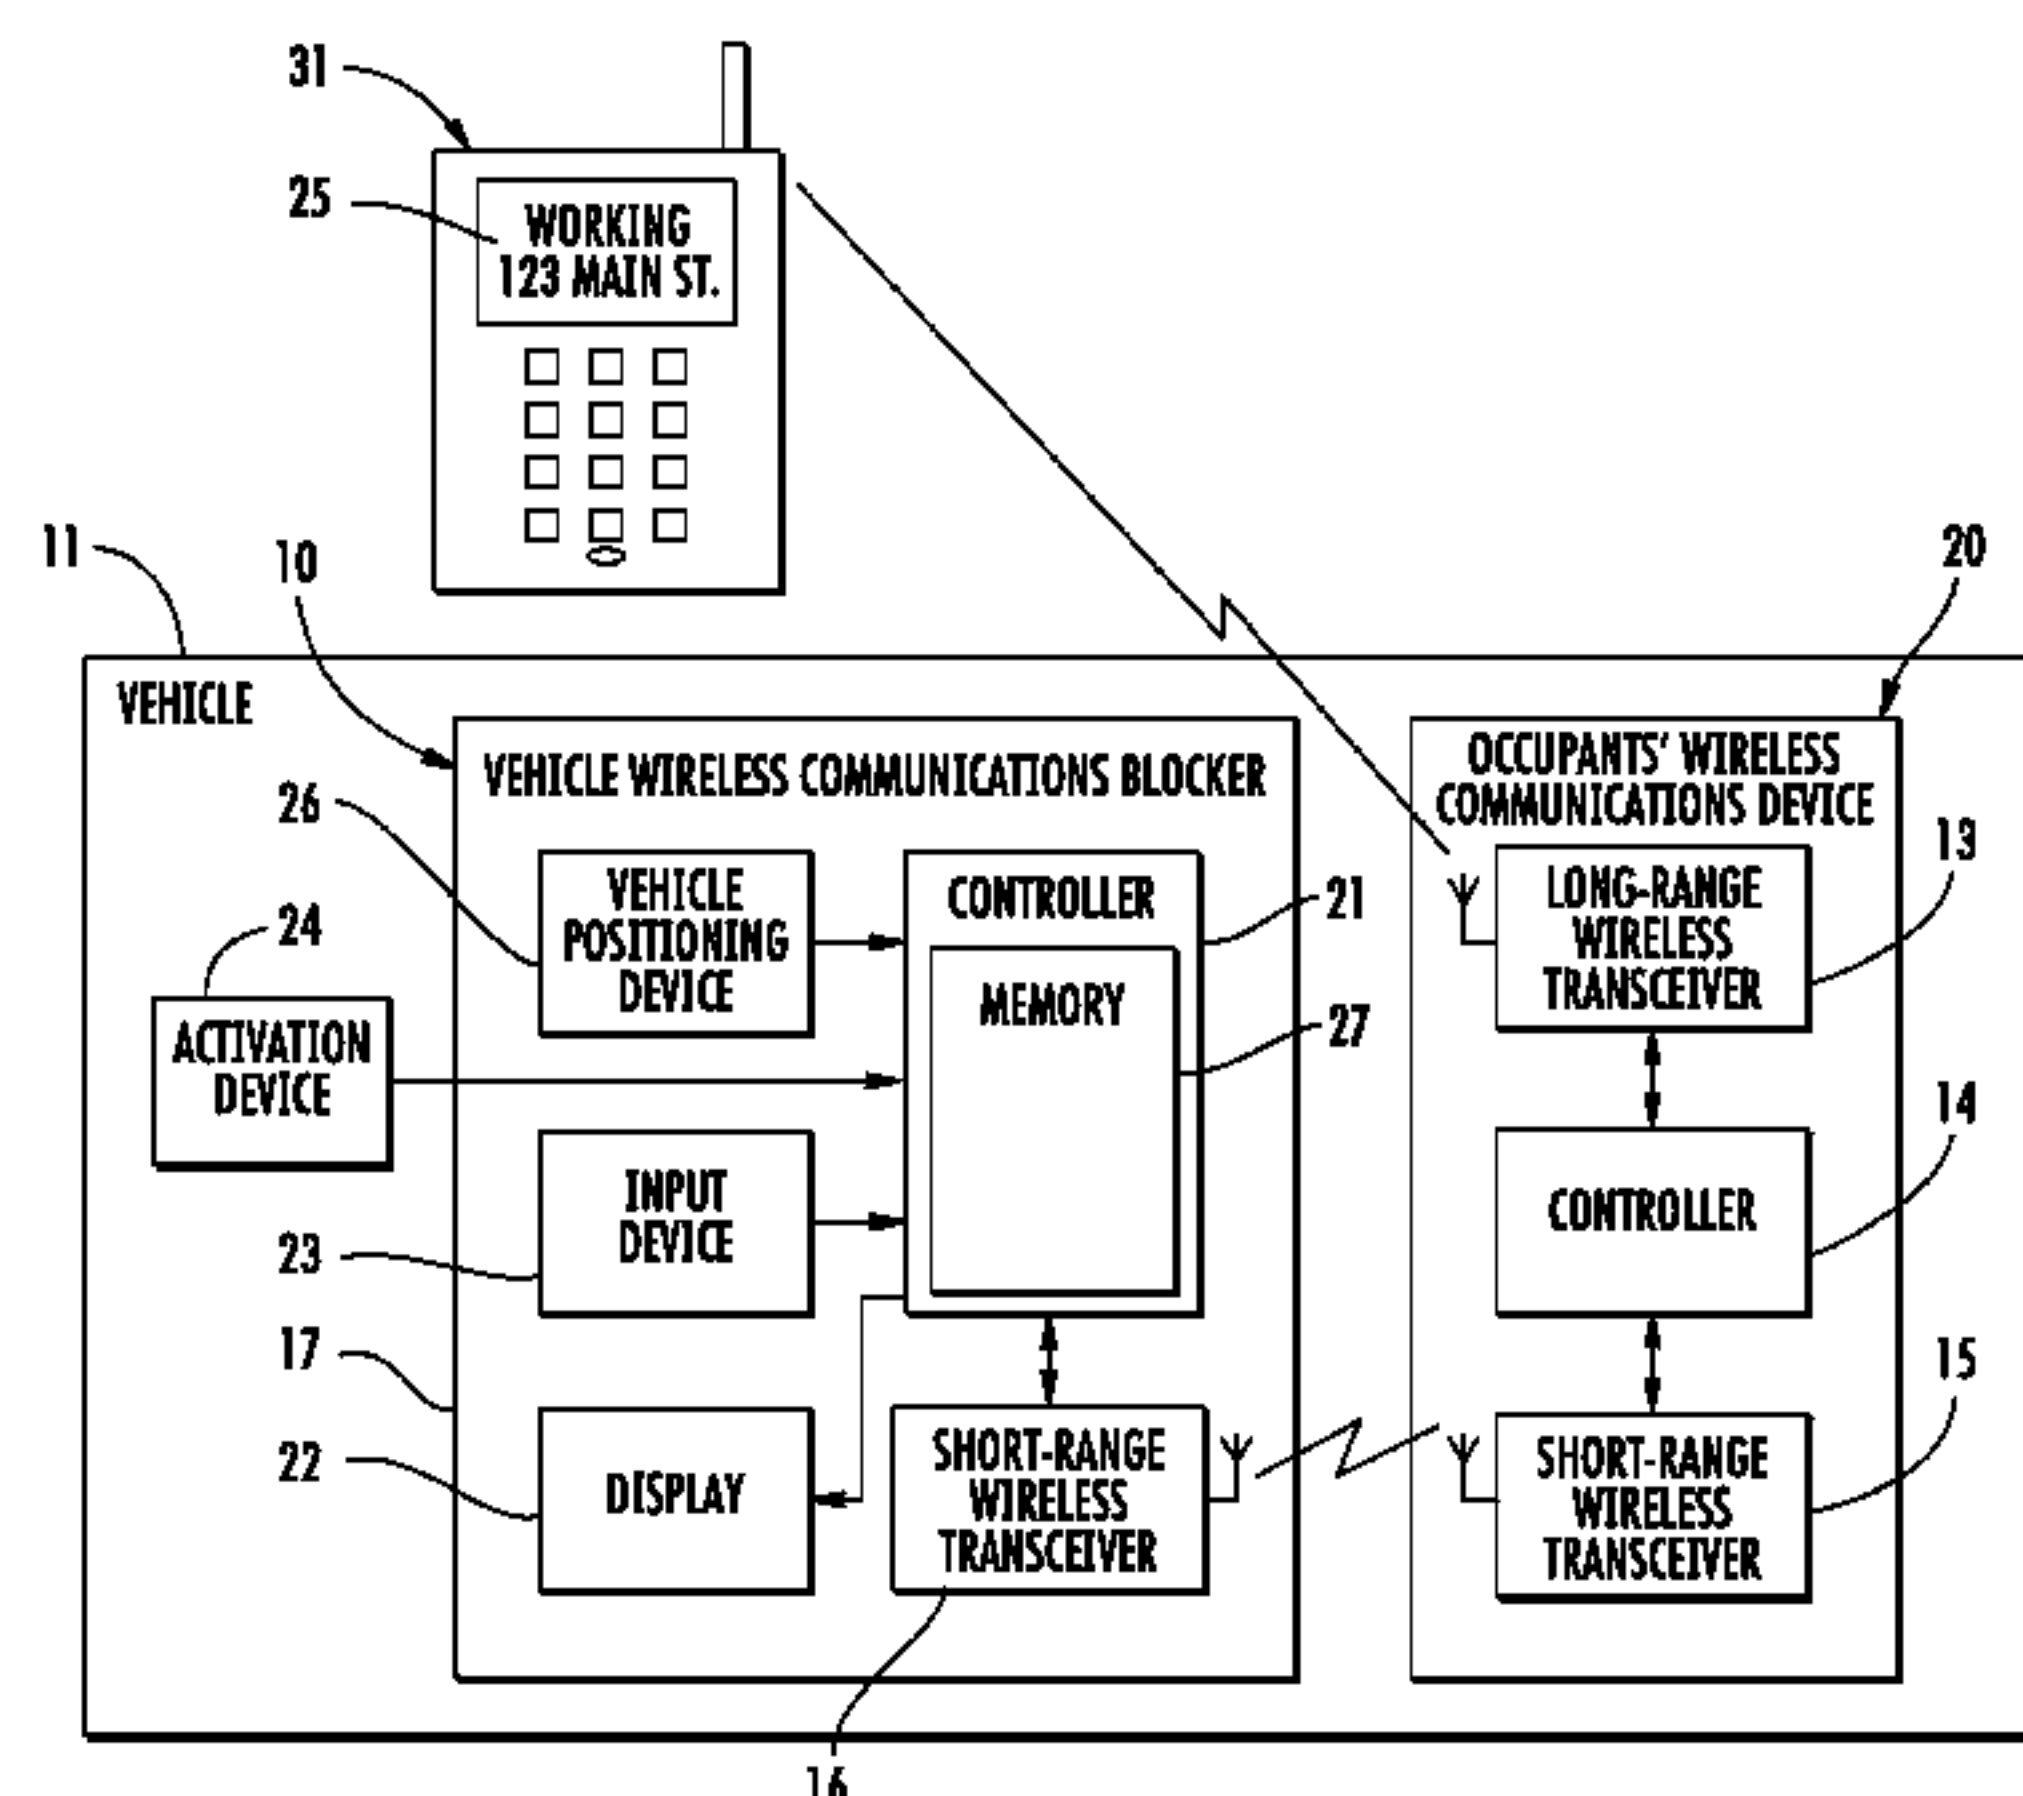 31
25
WORKING
123 MAIN ST.
11
10
20
VEHICLE
VEHICLE WIRELESS COMMUNICATIONS BLOCKER
OCCUPANTS' WIRELESS
COMMUNICATIONS DEVICE
26
VEHICLE
POSITIONING
DEVICE
CONTROLLER
21
MEMORY
27
13
LONG-RANGE
WIRELESS
TRANSCEIVER
24
ACTIVATION
DEVICE
14
CONTROLLER
INPUT
DEVICE
23
17
22
DISPLAY
SHORT-RANGE
WIRELESS
TRANSCEIVER
15
SHORT-RANGE
WIRELESS
TRANSCEIVER
16